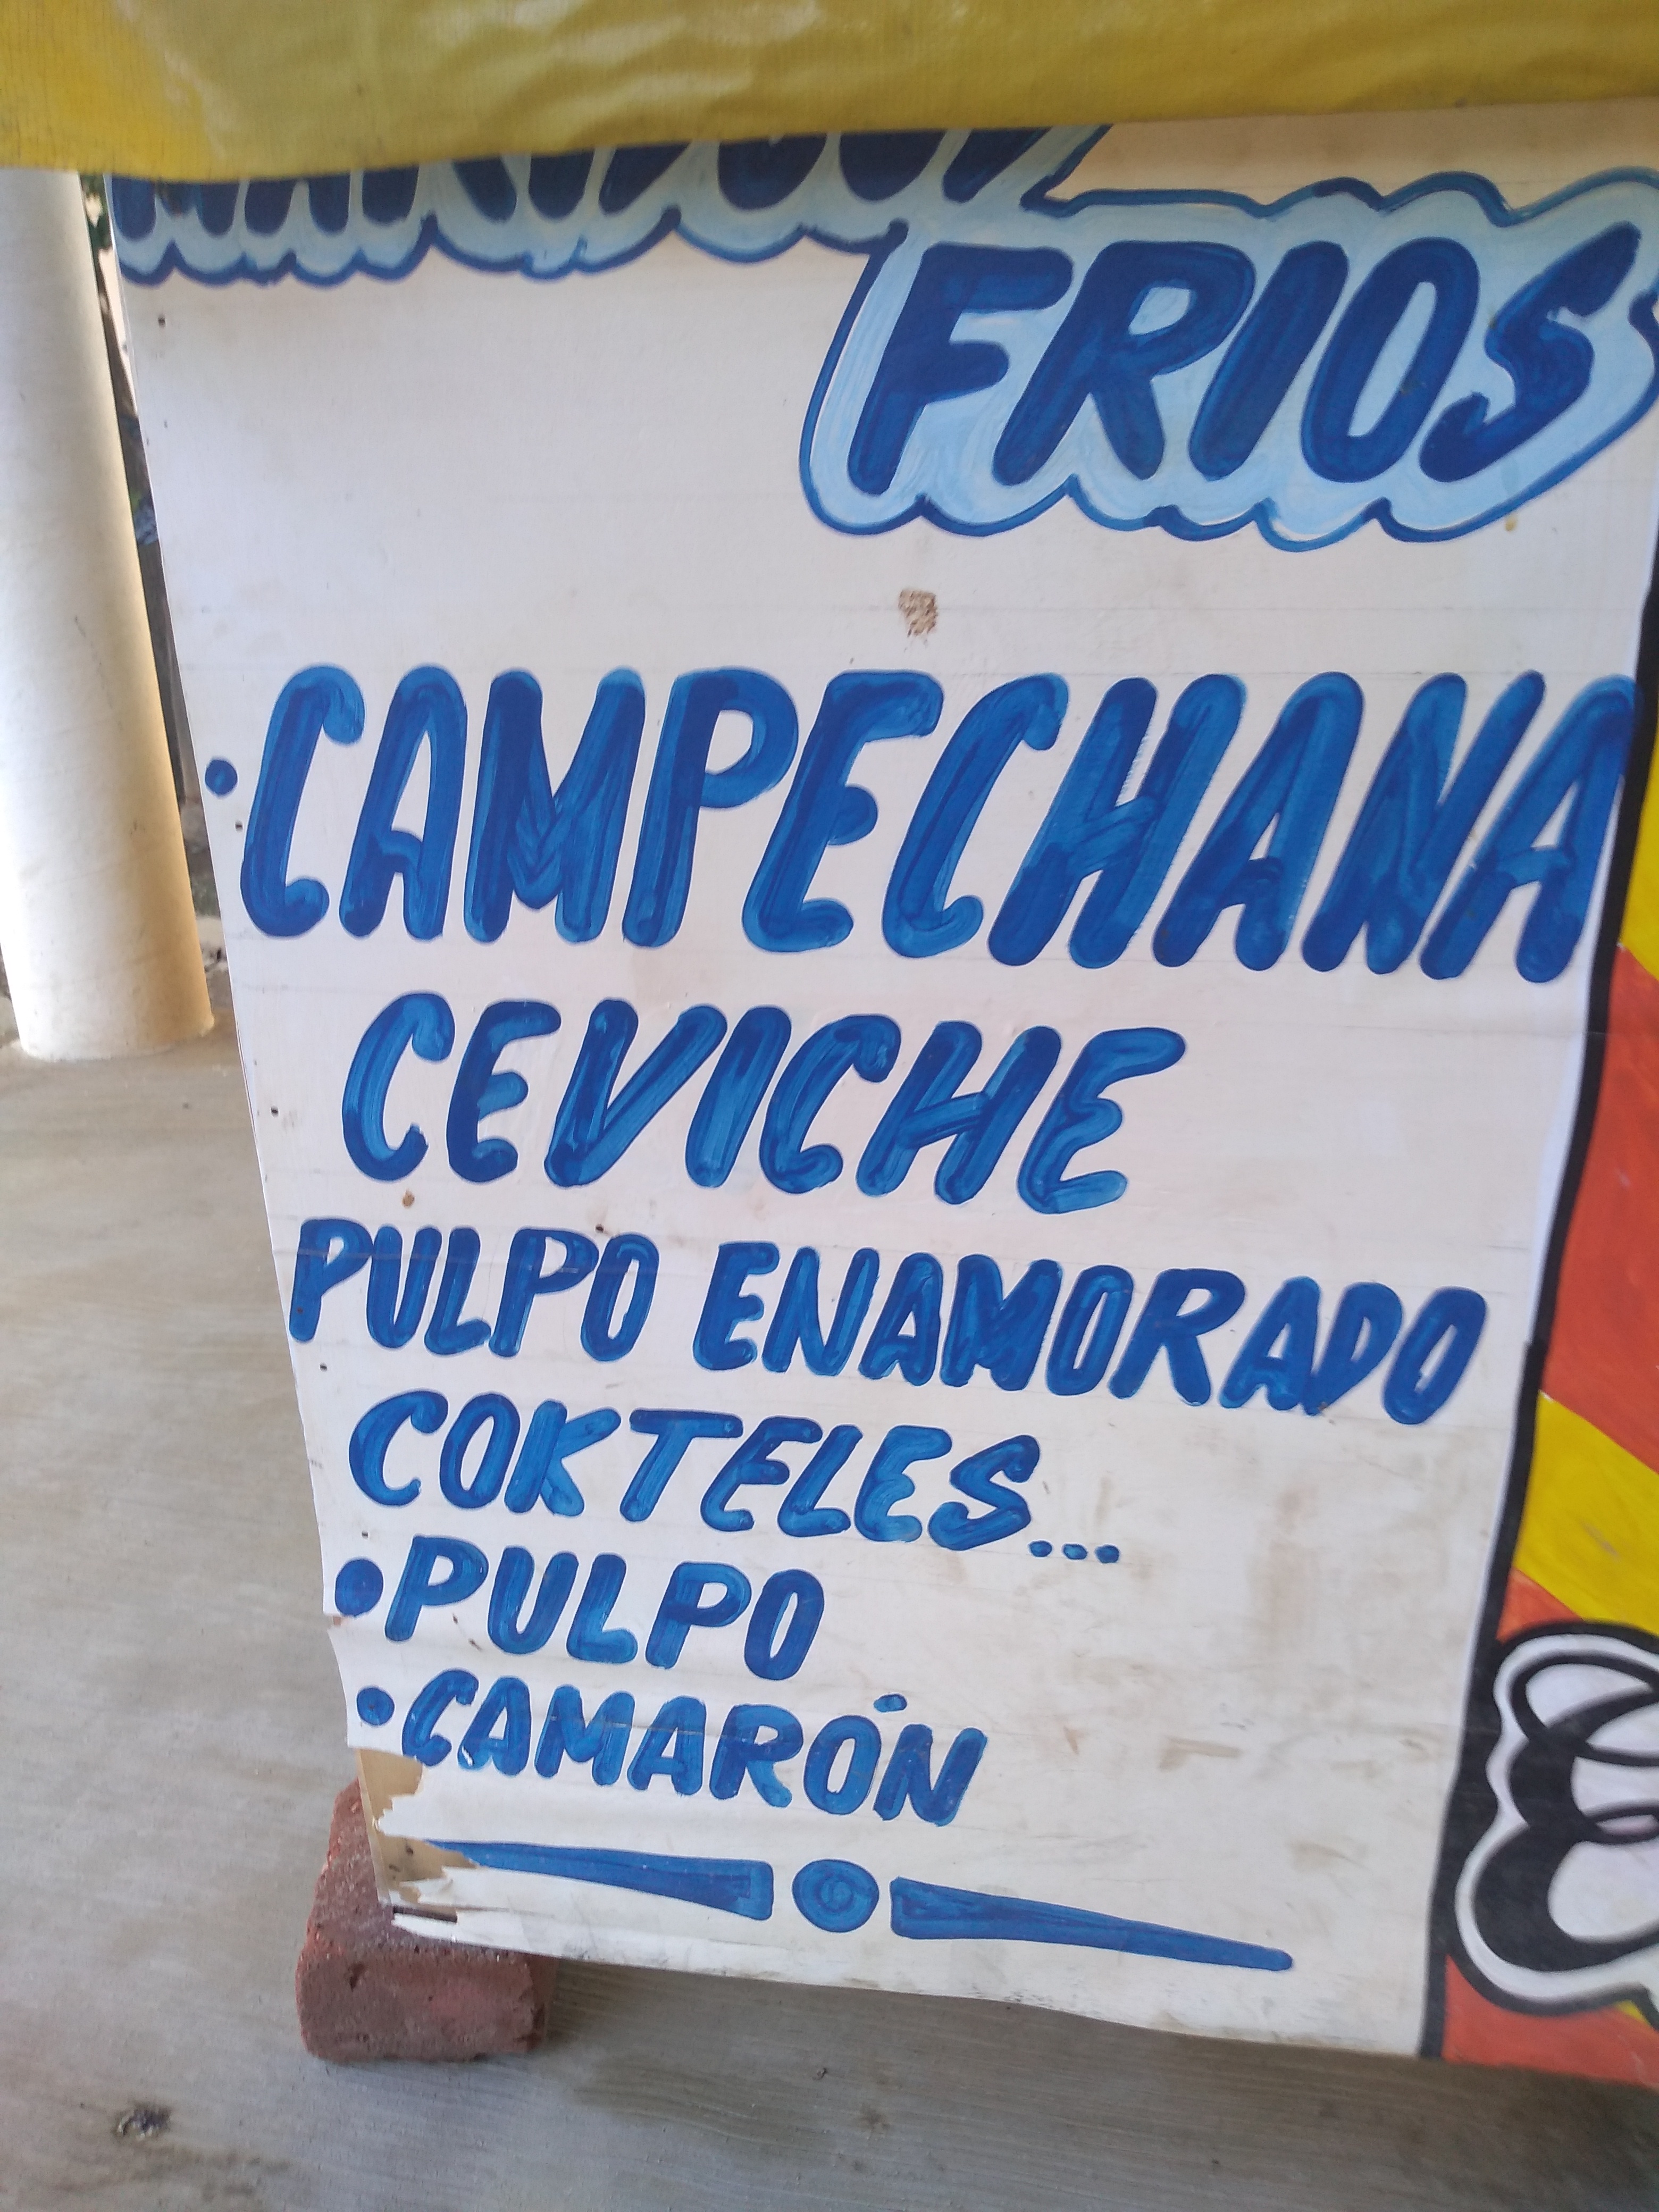 FRIOS
• CAMPECHANA
CEVICHE
PULPO ENAMORADO
COKTELES...
• PULPO
• CAMARÓN